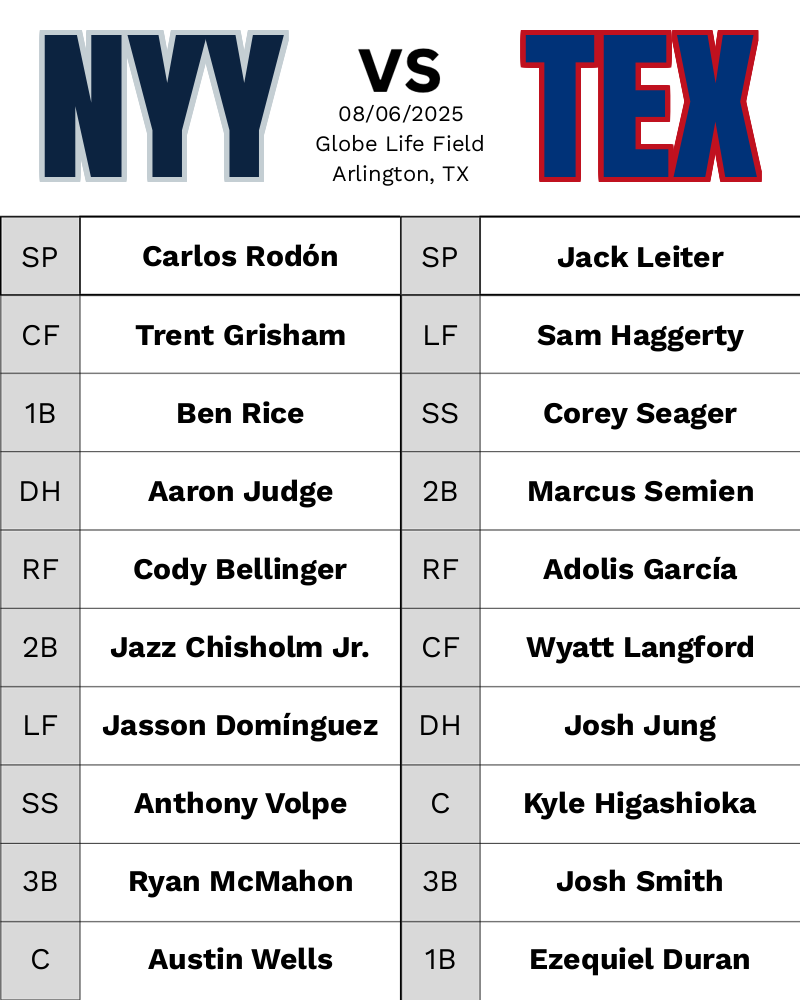 NYY
VS
TEX
08/06/2025
Globe Life Field
Arlington, TX
SP Carlos Rodón SP Jack Leiter
CF Trent Grisham LF Sam Haggerty
1B Ben Rice SS Corey Seager
DH Aaron Judge 2B Marcus Semien
RF Cody Bellinger RF Adolis García
2B Jazz Chisholm Jr. CF Wyatt Langford
LF Jasson Domínguez DH Josh Jung
SS Anthony Volpe C Kyle Higashioka
3B Ryan McMahon 3B Josh Smith
C Austin Wells 1B Ezequiel Duran